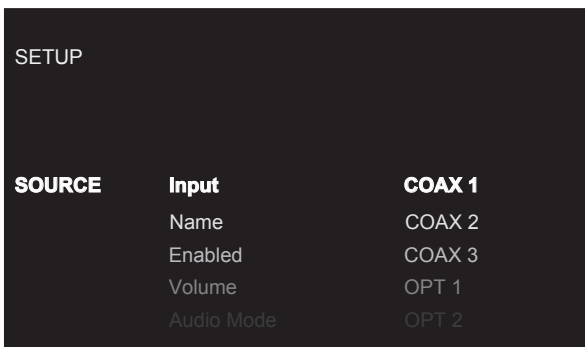 SETUP
SOURCE Input COAX 1
Name COAX 2
Enabled COAX 3
Volume OPT 1
Audio Mode OPT 2